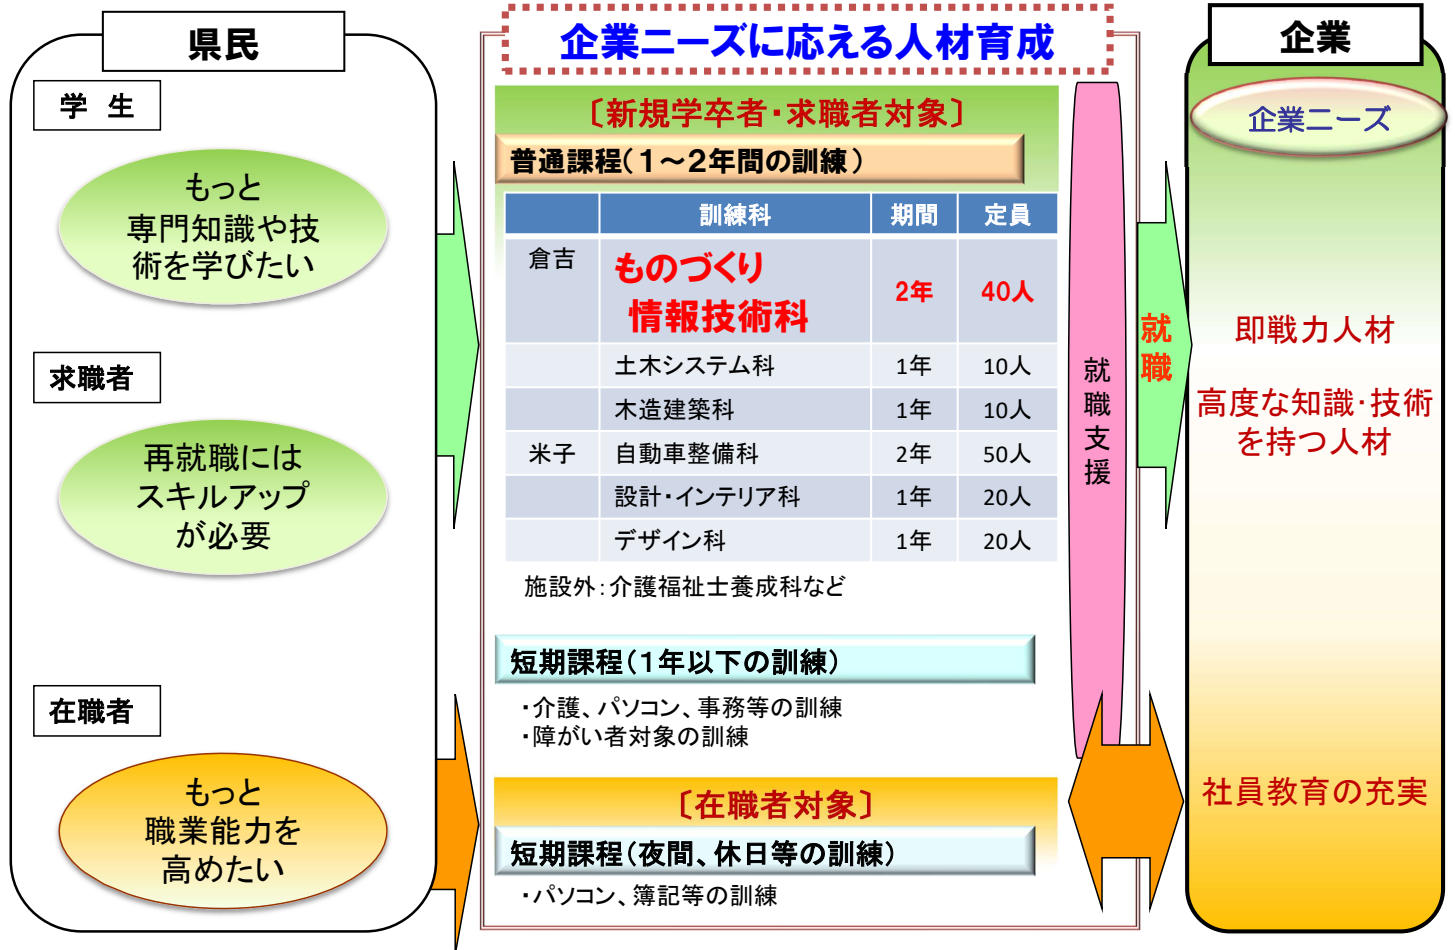 県民
学 生
もっと
専門知識や技
術を学びたい
求職者
再就職には
スキルアップ
が必要
在職者
もっと
職業能力を
高めたい
企業ニーズに応える人材育成
〔新規学卒者・求職者対象〕
普通課程(1~2年間の訓練)
訓練科 期間 定員
倉吉 ものづくり
情報技術科 2年 40人
土木システム科 1年 10人
木造建築科 1年 10人
米子 自動車整備科 2年 50人
設計・インテリア科 1年 20人
デザイン科 1年 20人
施設外:介護福祉士養成科など
短期課程(1年以下の訓練)
・介護、パソコン、事務等の訓練
・障がい者対象の訓練
〔在職者対象〕
短期課程(夜間、休日等の訓練)
・パソコン、簿記等の訓練
就職支援
就職
企業
企業ニーズ
即戦力人材
高度な知識・技術
を持つ人材
社員教育の充実